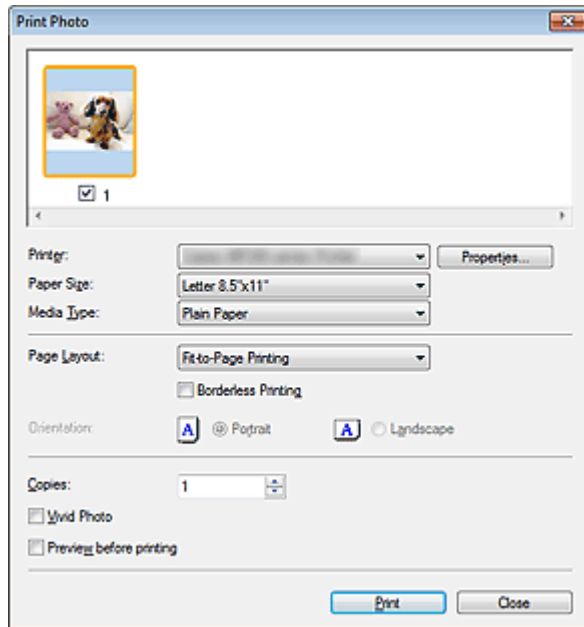 Print Photo
1
Printer:
Properties...
Paper Size: Letter 8.5"x11"
Media Type: Plain Paper
Page Layout: Fit-to-Page Printing
Borderless Printing
Orientation: A Portrait A Landscape
Copies: 1
Vivid Photo
Preview before printing
Print Close